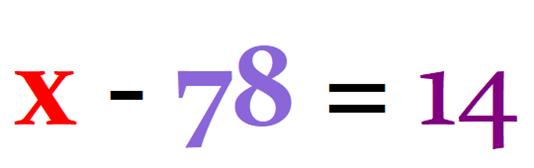 x - 78 = 14